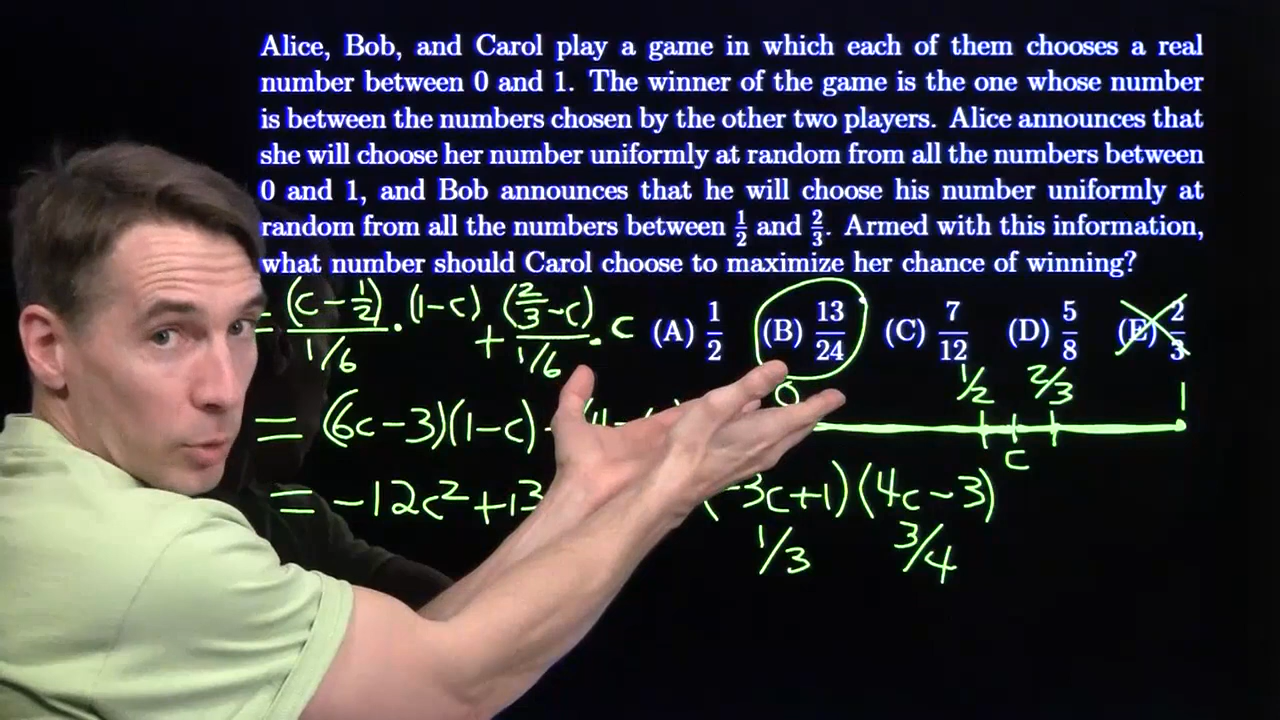 Alice, Bob, and Carol play a game in which each of them chooses a real
number between 0 and 1. The winner of the game is the one whose number
is between the numbers chosen by the other two players. Alice announces that
she will choose her number uniformly at random from all the numbers between
0 and 1, and Bob announces that he will choose his number uniformly at
random from all the numbers between 1/2 and 2/3. Armed with this information,
what number should Carol choose to maximize her chance of winning?
= (c - 1/2)/(1/6) · (1-c) + (2/3 - c)/(1/6) · c
(A) 1/2 (B) 13/24 (C) 7/12 (D) 5/8 (E) 2/3
0 1/2 2/3 1
c
= (6c-3)(1-c)
= -12c² + 13
-3c+1)(4c-3)
1/3 3/4